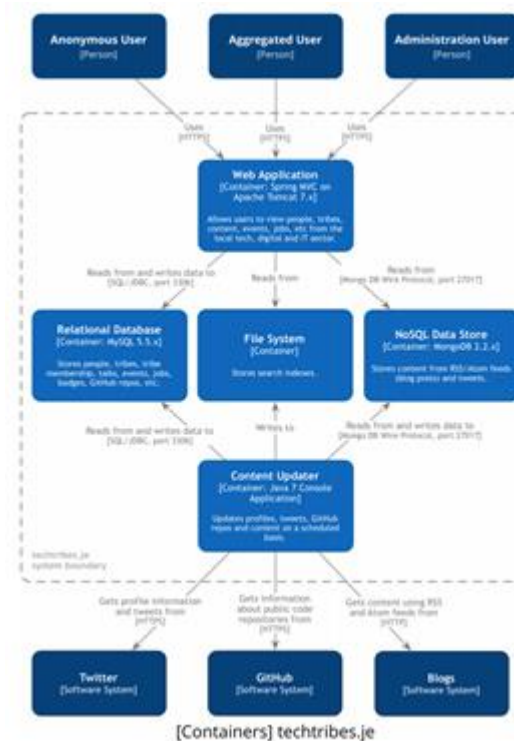 Anonymous User
[Person]
Aggregated User
[Person]
Administration User
[Person]
Uses
[HTTPS]
Uses
[HTTPS]
Uses
[HTTPS]
Web Application
[Container: Spring MVC on
Apache Tomcat 7.x]
Allows users to view people, tribes,
content, events, jobs, etc from the
local tech, digital and IT sector.
Reads from and writes data to
[SQL/JDBC, port 3306]
Reads from
Reads from
[Mongo DB Wire Protocol, port 27017]
Relational Database
[Container: MySQL 5.5.x]
Stores people, tribes, tribe
membership, talks, events, jobs,
badges, GitHub repos, etc.
File System
[Container]
Stores search indexes.
NoSQL Data Store
[Container: MongoDB 2.2.x]
Stores content from RSS/Atom feeds
(blog posts) and tweets.
Reads from and writes data to
[SQL/JDBC, port 3306]
Writes to
Reads from and writes data to
[Mongo DB Wire Protocol, port 27017]
Content Updater
[Container: Java 7 Console
Application]
Updates profiles, tweets, GitHub
repos and content on a scheduled
basis.
techtribes.je
system boundary
Gets profile information
and tweets from
[HTTPS]
Gets information
about public code
repositories from
[HTTPS]
Gets content using RSS
and Atom feeds from
[HTTP]
Twitter
[Software System]
GitHub
[Software System]
Blogs
[Software System]
[Containers] techtribes.je